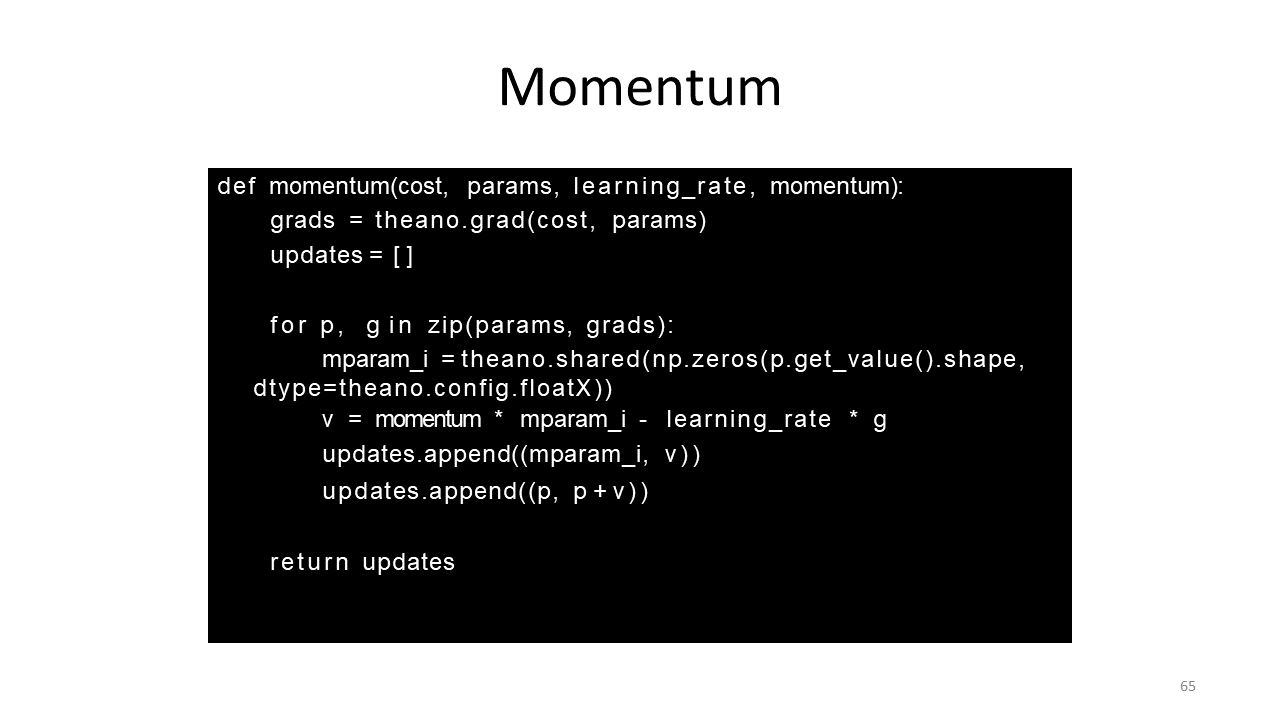 Momentum
def momentum(cost, params, learning_rate, momentum):
grads = theano.grad(cost, params)
updates = []
for p, g in zip(params, grads):
mparam_i = theano.shared(np.zeros(p.get_value().shape,
dtype=theano.config.floatX))
v = momentum * mparam_i - learning_rate * g
updates.append((mparam_i, v))
updates.append((p, p+v))
return updates
65